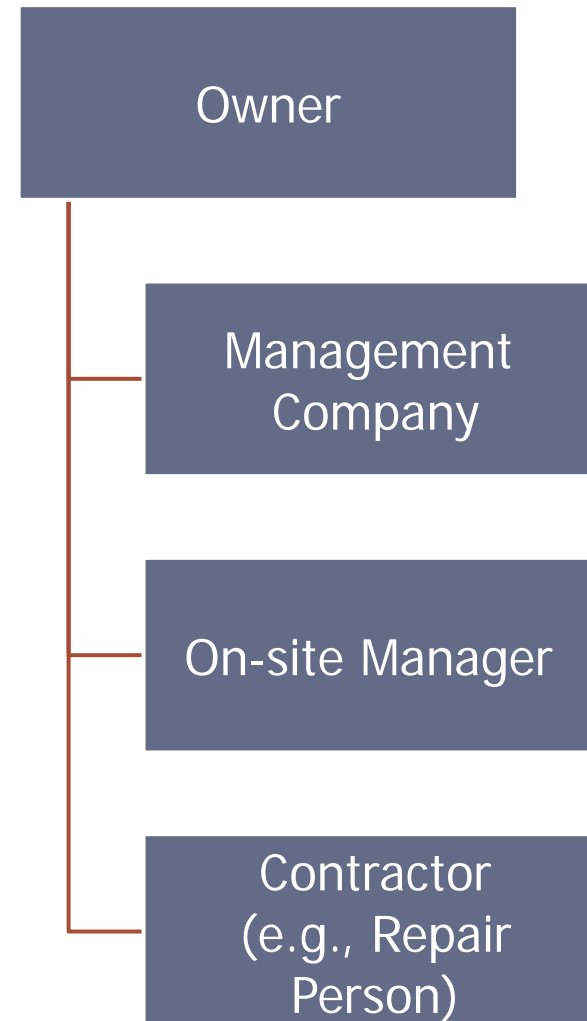 Owner
Management
Company
On-site Manager
Contractor
(e.g., Repair
Person)